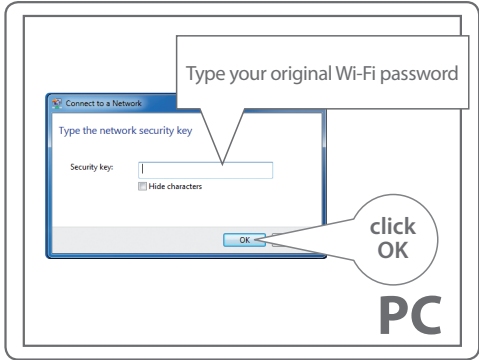 Type your original Wi-Fi password
Connect to a Network
Type the network security key
Security key:
Hide characters
OK
click
OK
PC